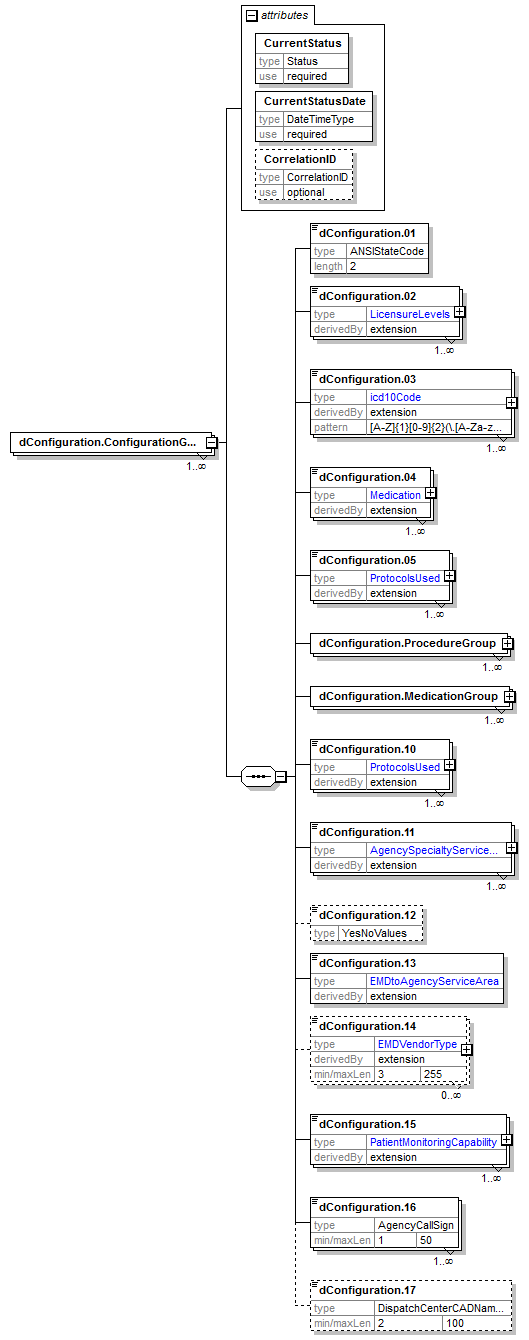 attributes
CurrentStatus
type Status
use required
CurrentStatusDate
type DateTimeType
use required
CorrelationID
type CorrelationID
use optional
dConfiguration.ConfigurationG...
1..∞
dConfiguration.01
type ANSIStateCode
length 2
dConfiguration.02
type LicensureLevels
derivedBy extension
1..∞
dConfiguration.03
type icd10Code
derivedBy extension
pattern [A-Z]{1}[0-9]{2}(\.[A-Za-z...
1..∞
dConfiguration.04
type Medication
derivedBy extension
1..∞
dConfiguration.05
type ProtocolsUsed
derivedBy extension
1..∞
dConfiguration.ProcedureGroup
1..∞
dConfiguration.MedicationGroup
1..∞
dConfiguration.10
type ProtocolsUsed
derivedBy extension
1..∞
dConfiguration.11
type AgencySpecialtyService...
derivedBy extension
1..∞
dConfiguration.12
type YesNoValues
dConfiguration.13
type EMDtoAgencyServiceArea
derivedBy extension
dConfiguration.14
type EMDVendorType
derivedBy extension
min/maxLen 3 255
0..∞
dConfiguration.15
type PatientMonitoringCapability
derivedBy extension
1..∞
dConfiguration.16
type AgencyCallSign
min/maxLen 1 50
1..∞
dConfiguration.17
type DispatchCenterCADNam...
min/maxLen 2 100